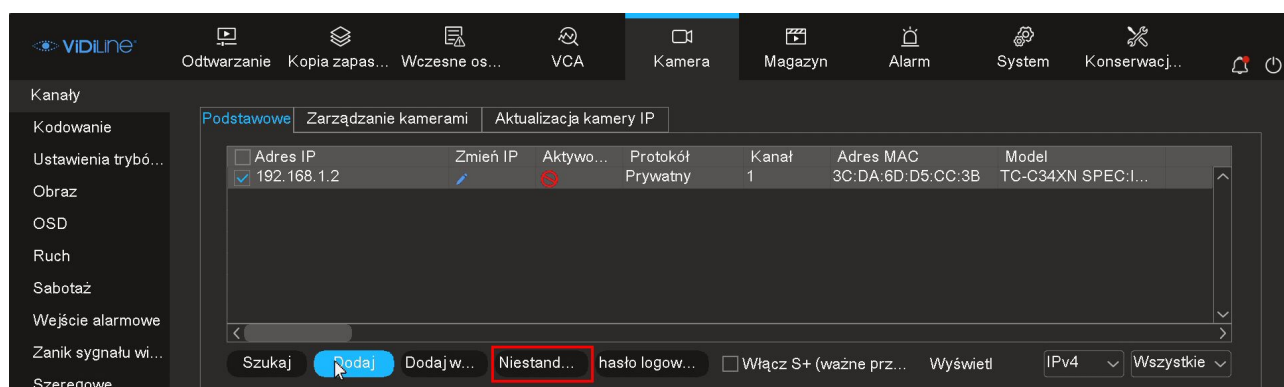 ViDiLine
Odtwarzanie Kopia zapas... Wczesne os... VCA Kamera Magazyn Alarm System Konserwacj...
Kanały
Kodowanie
Ustawienia trybó...
Obraz
OSD
Ruch
Sabotaż
Wejście alarmowe
Zanik sygnału wi...
Szeregowe
Podstawowe Zarządzanie kamerami Aktualizacja kamery IP
Adres IP Zmień IP Aktywo... Protokół Kanał Adres MAC Model
192.168.1.2 Prywatny 1 3C:DA:6D:D5:CC:3B TC-C34XN SPEC:I...
Szukaj Dodaj Dodaj w... Niestand... hasło logow... Włącz S+ (ważne prz... Wyświetl IPv4 Wszystkie